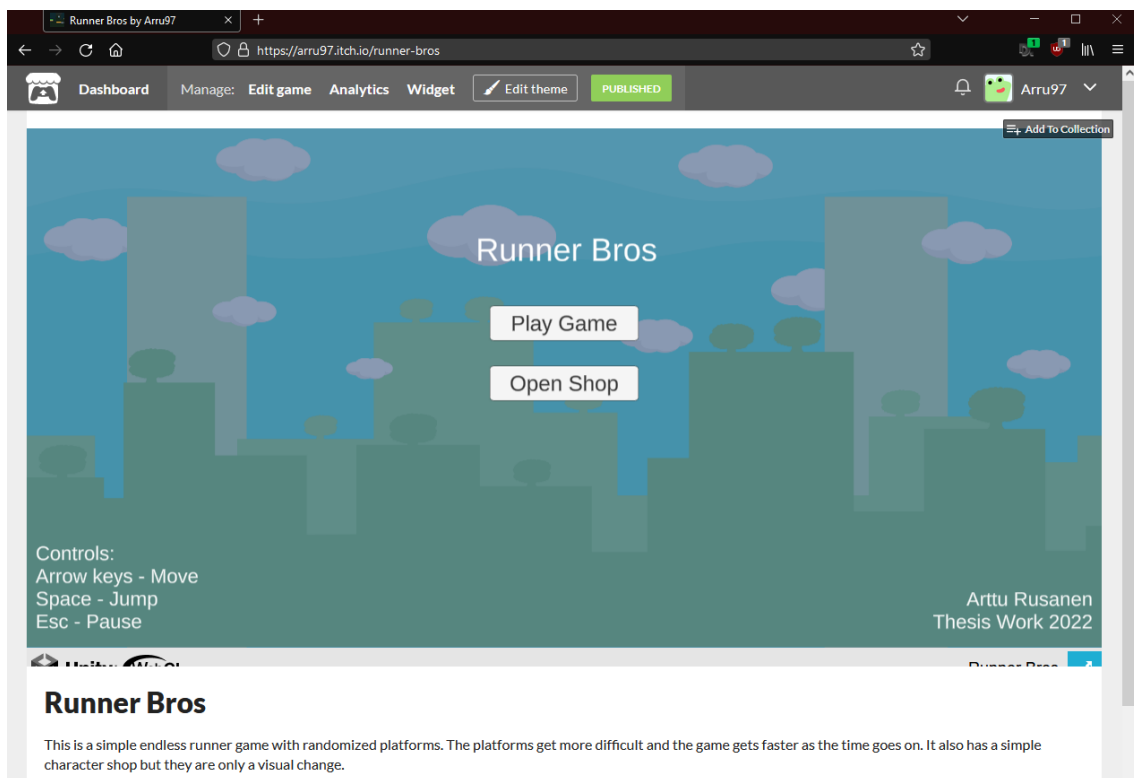 Runner Bros by Arru97
https://arru97.itch.io/runner-bros
1
1
Dashboard Manage: Edit game Analytics Widget Edit theme PUBLISHED Arru97
Add To Collection
Runner Bros
Play Game
Open Shop
Controls:
Arrow keys - Move
Space - Jump
Esc - Pause
Arttu Rusanen
Thesis Work 2022
Runner Bros
Runner Bros
This is a simple endless runner game with randomized platforms. The platforms get more difficult and the game gets faster as the time goes on. It also has a simple
character shop but they are only a visual change.